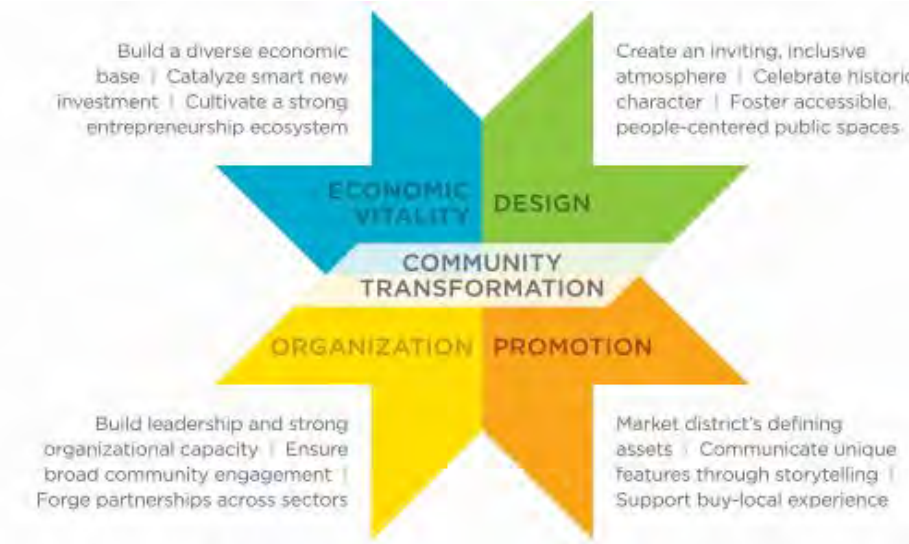 Build a diverse economic
base | Catalyze smart new
investment | Cultivate a strong
entrepreneurship ecosystem
Create an inviting, inclusive
atmosphere | Celebrate historic
character | Foster accessible,
people-centered public spaces
ECONOMIC
VITALITY
DESIGN
COMMUNITY
TRANSFORMATION
ORGANIZATION
PROMOTION
Build leadership and strong
organizational capacity | Ensure
broad community engagement |
Forge partnerships across sectors
Market district's defining
assets | Communicate unique
features through storytelling |
Support buy-local experience